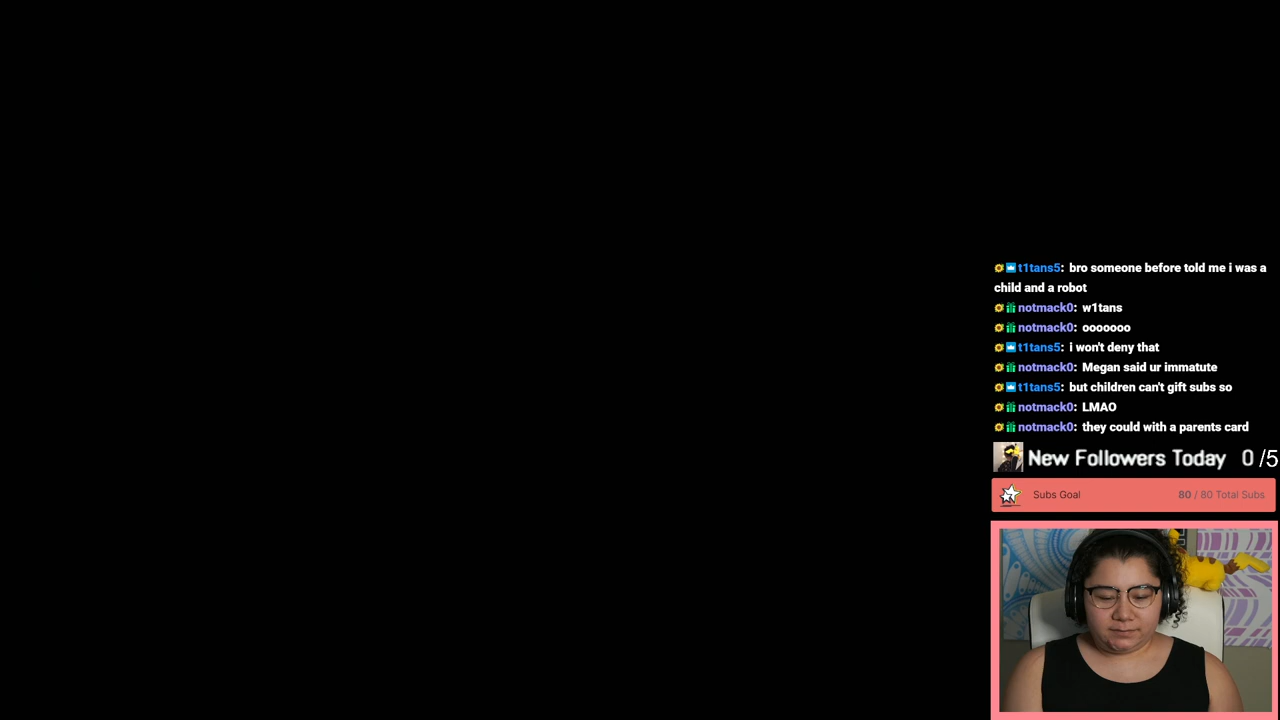 t1tans5: bro someone before told me i was a
child and a robot
notmack0: w1tans
notmack0: ooooooo
t1tans5: i won't deny that
notmack0: Megan said ur immatute
t1tans5: but children can't gift subs so
notmack0: LMAO
notmack0: they could with a parents card
New Followers Today 0 /5
Subs Goal 80 / 80 Total Subs